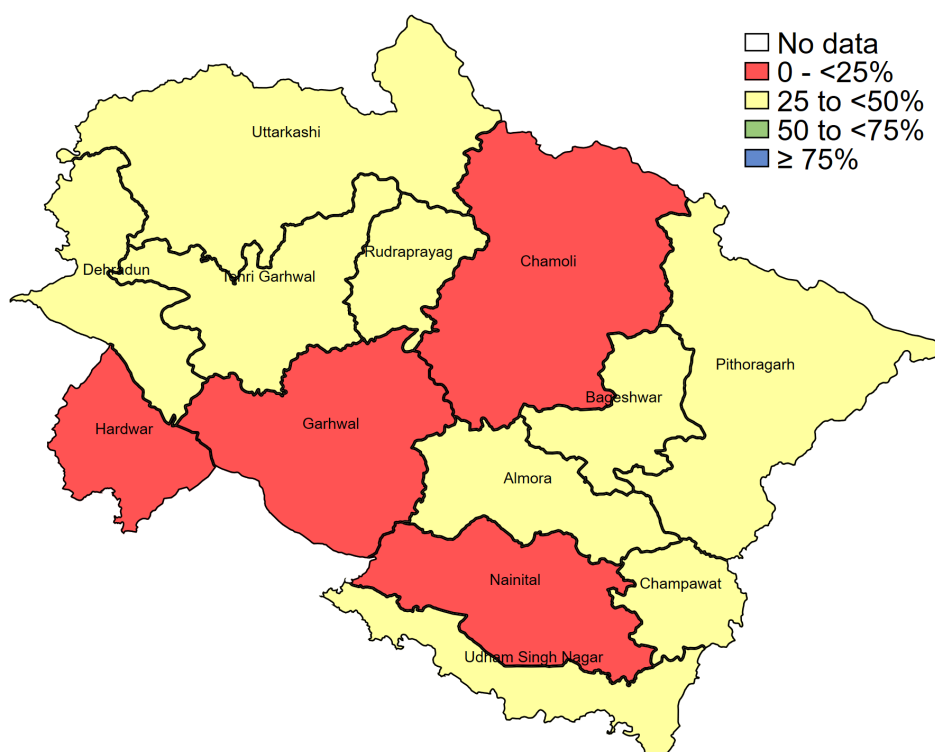 No data
0 - <25%
25 to <50%
50 to <75%
≥ 75%
Uttarkashi
Rudraprayag
Chamoli
Dehradun
Tehri Garhwal
Pithoragarh
Bageshwar
Garhwal
Hardwar
Almora
Nainital
Champawat
Udham Singh Nagar